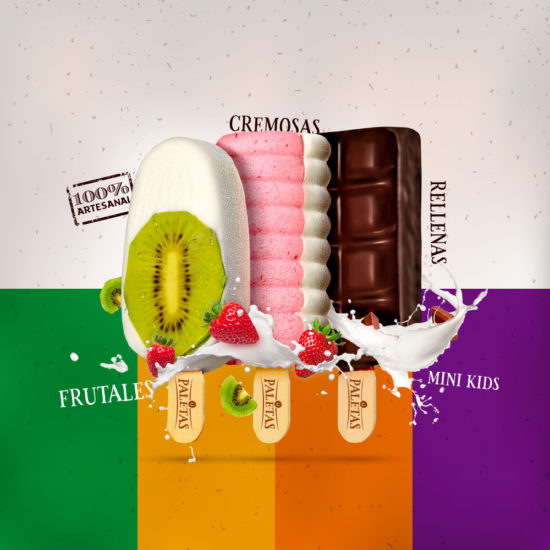 CREMOSAS
RELLENAS
100%
ARTESANAL
FRUTALES
MINI KIDS
PALETAS
PALETAS
PALETAS